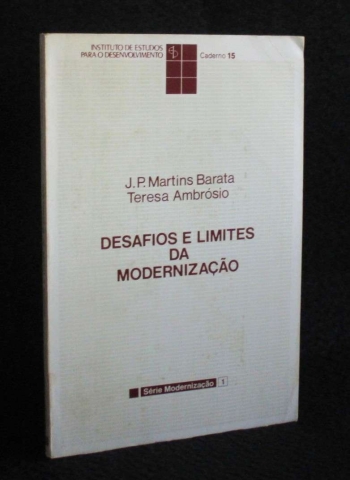 INSTITUTO DE ESTUDOS
PARA O DESENVOLVIMENTO
Caderno 15
J. P. Martins Barata
Teresa Ambrósio
DESAFIOS E LIMITES
DA
MODERNIZAÇÃO
Série Modernização 1